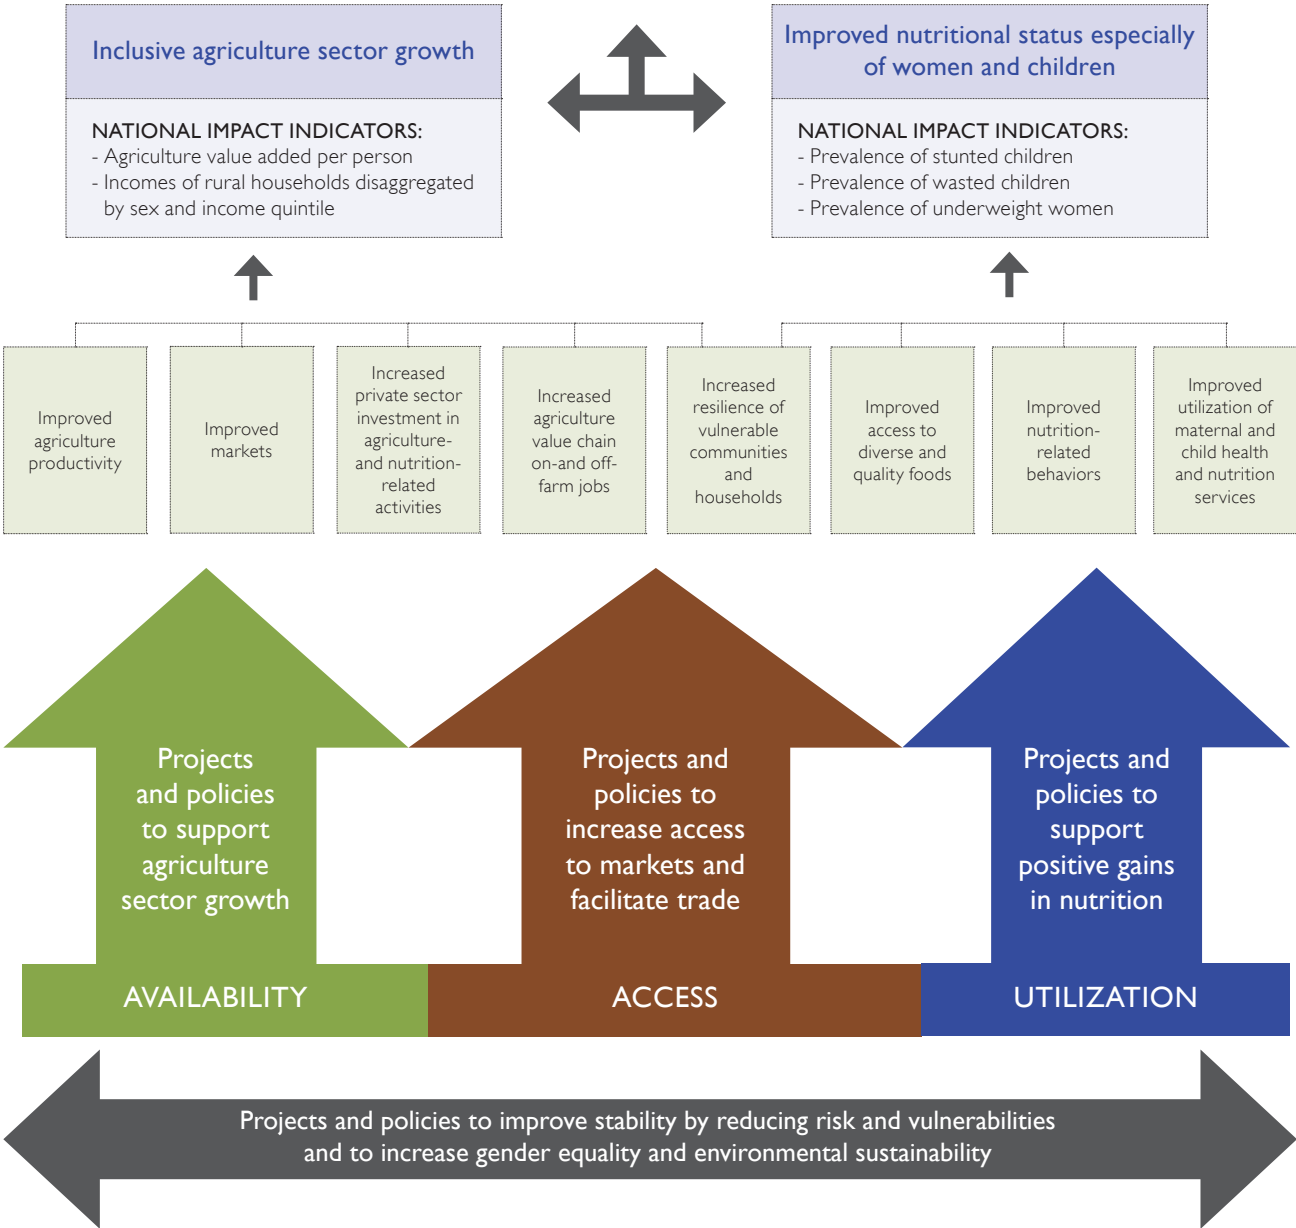 Inclusive agriculture sector growth
NATIONAL IMPACT INDICATORS:
- Agriculture value added per person
- Incomes of rural households disaggregated
by sex and income quintile
Improved nutritional status especially
of women and children
NATIONAL IMPACT INDICATORS:
- Prevalence of stunted children
- Prevalence of wasted children
- Prevalence of underweight women
Improved
agriculture
productivity
Improved
markets
Increased
private sector
investment in
agriculture-
and nutrition-
related
activities
Increased
agriculture
value chain
on-and off-
farm jobs
Increased
resilience of
vulnerable
communities
and
households
Improved
access to
diverse and
quality foods
Improved
nutrition-
related
behaviors
Improved
utilization of
maternal and
child health
and nutrition
services
Projects
and policies
to support
agriculture
sector growth
AVAILABILITY
Projects and
policies to
increase access
to markets and
facilitate trade
ACCESS
Projects and
policies to
support
positive gains
in nutrition
UTILIZATION
Projects and policies to improve stability by reducing risk and vulnerabilities
and to increase gender equality and environmental sustainability